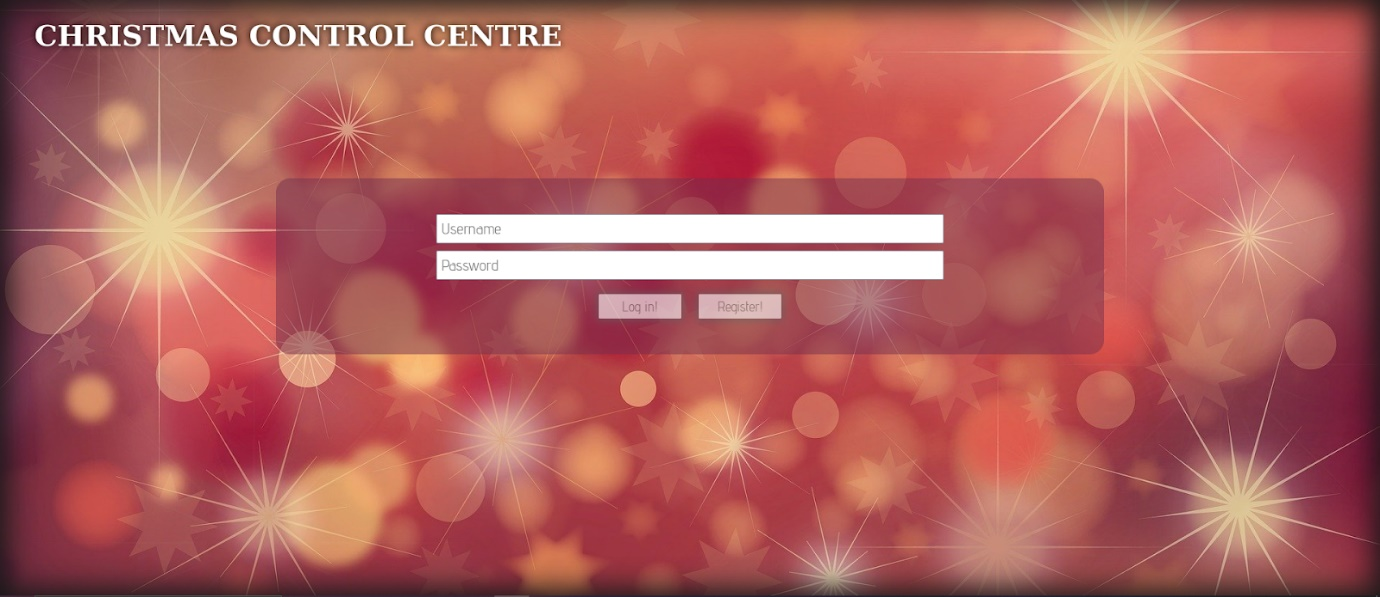 CHRISTMAS CONTROL CENTRE
Username
Password
Log in! Register!